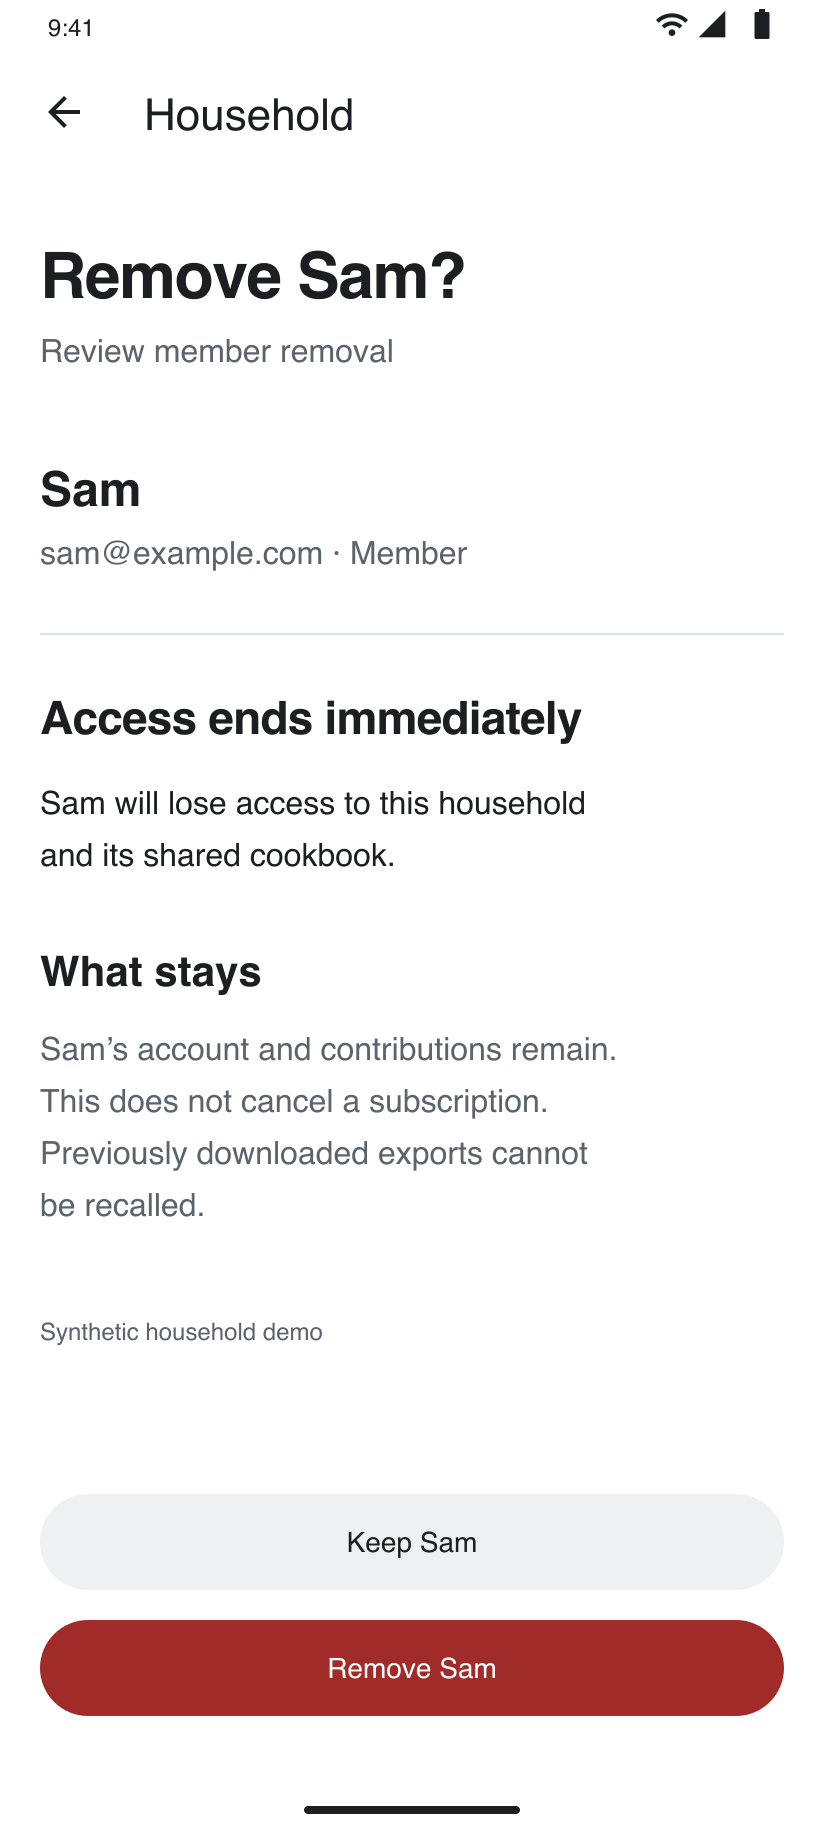 9:41
Household
Remove Sam?
Review member removal
Sam
sam@example.com · Member
Access ends immediately
Sam will lose access to this household
and its shared cookbook.
What stays
Sam’s account and contributions remain.
This does not cancel a subscription.
Previously downloaded exports cannot
be recalled.
Synthetic household demo
Keep Sam
Remove Sam